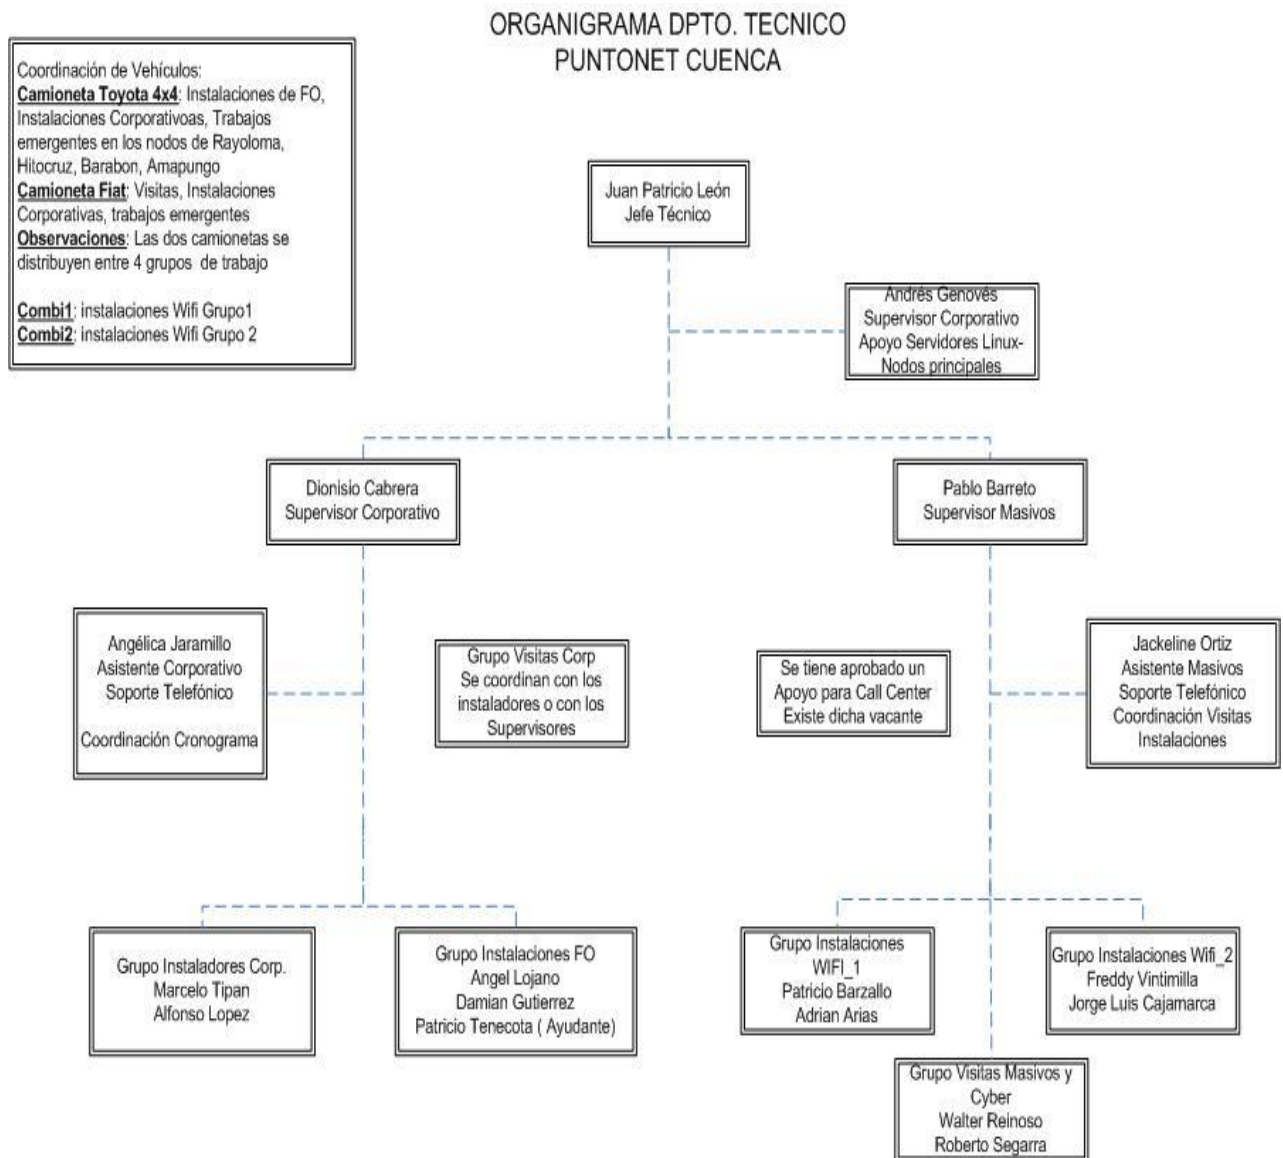 ORGANIGRAMA DPTO. TECNICO
PUNTONET CUENCA
Coordinación de Vehículos:
Camioneta Toyota 4x4: Instalaciones de FO,
Instalaciones Corporativoas, Trabajos
emergentes en los nodos de Rayoloma,
Hitocruz, Barabon, Amapungo
Camioneta Fiat: Visitas, Instalaciones
Corporativas, trabajos emergentes
Observaciones: Las dos camionetas se
distribuyen entre 4 grupos de trabajo
Combi1: instalaciones Wifi Grupo1
Combi2: instalaciones Wifi Grupo 2
Juan Patricio León
Jefe Técnico
Andrés Genovés
Supervisor Corporativo
Apoyo Servidores Linux-
Nodos principales
Dionisio Cabrera
Supervisor Corporativo
Pablo Barreto
Supervisor Masivos
Angélica Jaramillo
Asistente Corporativo
Soporte Telefónico
Coordinación Cronograma
Grupo Visitas Corp
Se coordinan con los
instaladores o con los
Supervisores
Se tiene aprobado un
Apoyo para Call Center
Existe dicha vacante
Jackeline Ortiz
Asistente Masivos
Soporte Telefónico
Coordinación Visitas
Instalaciones
Grupo Instaladores Corp.
Marcelo Tipan
Alfonso Lopez
Grupo Instalaciones FO
Angel Lojano
Damian Gutierrez
Patricio Tenecota ( Ayudante)
Grupo Instalaciones
WIFI_1
Patricio Barzallo
Adrian Arias
Grupo Instalaciones Wifi_2
Freddy Vintimilla
Jorge Luis Cajamarca
Grupo Visitas Masivos y
Cyber
Walter Reinoso
Roberto Segarra